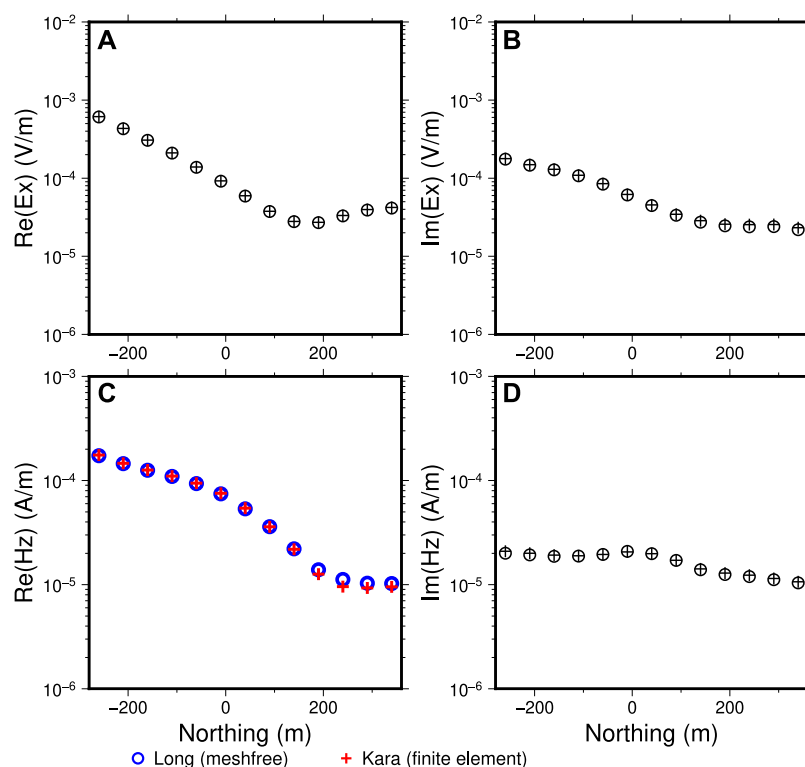 A
B
Re(Ex) (V/m)
10⁻²
10⁻³
10⁻⁴
10⁻⁵
10⁻⁶
−200
0
200
Im(Ex) (V/m)
10⁻²
10⁻³
10⁻⁴
10⁻⁵
10⁻⁶
−200
0
200
C
D
Re(Hz) (A/m)
10⁻³
10⁻⁴
10⁻⁵
10⁻⁶
−200
0
200
Northing (m)
Im(Hz) (A/m)
10⁻³
10⁻⁴
10⁻⁵
10⁻⁶
−200
0
200
Northing (m)
Long (meshfree)
Kara (finite element)